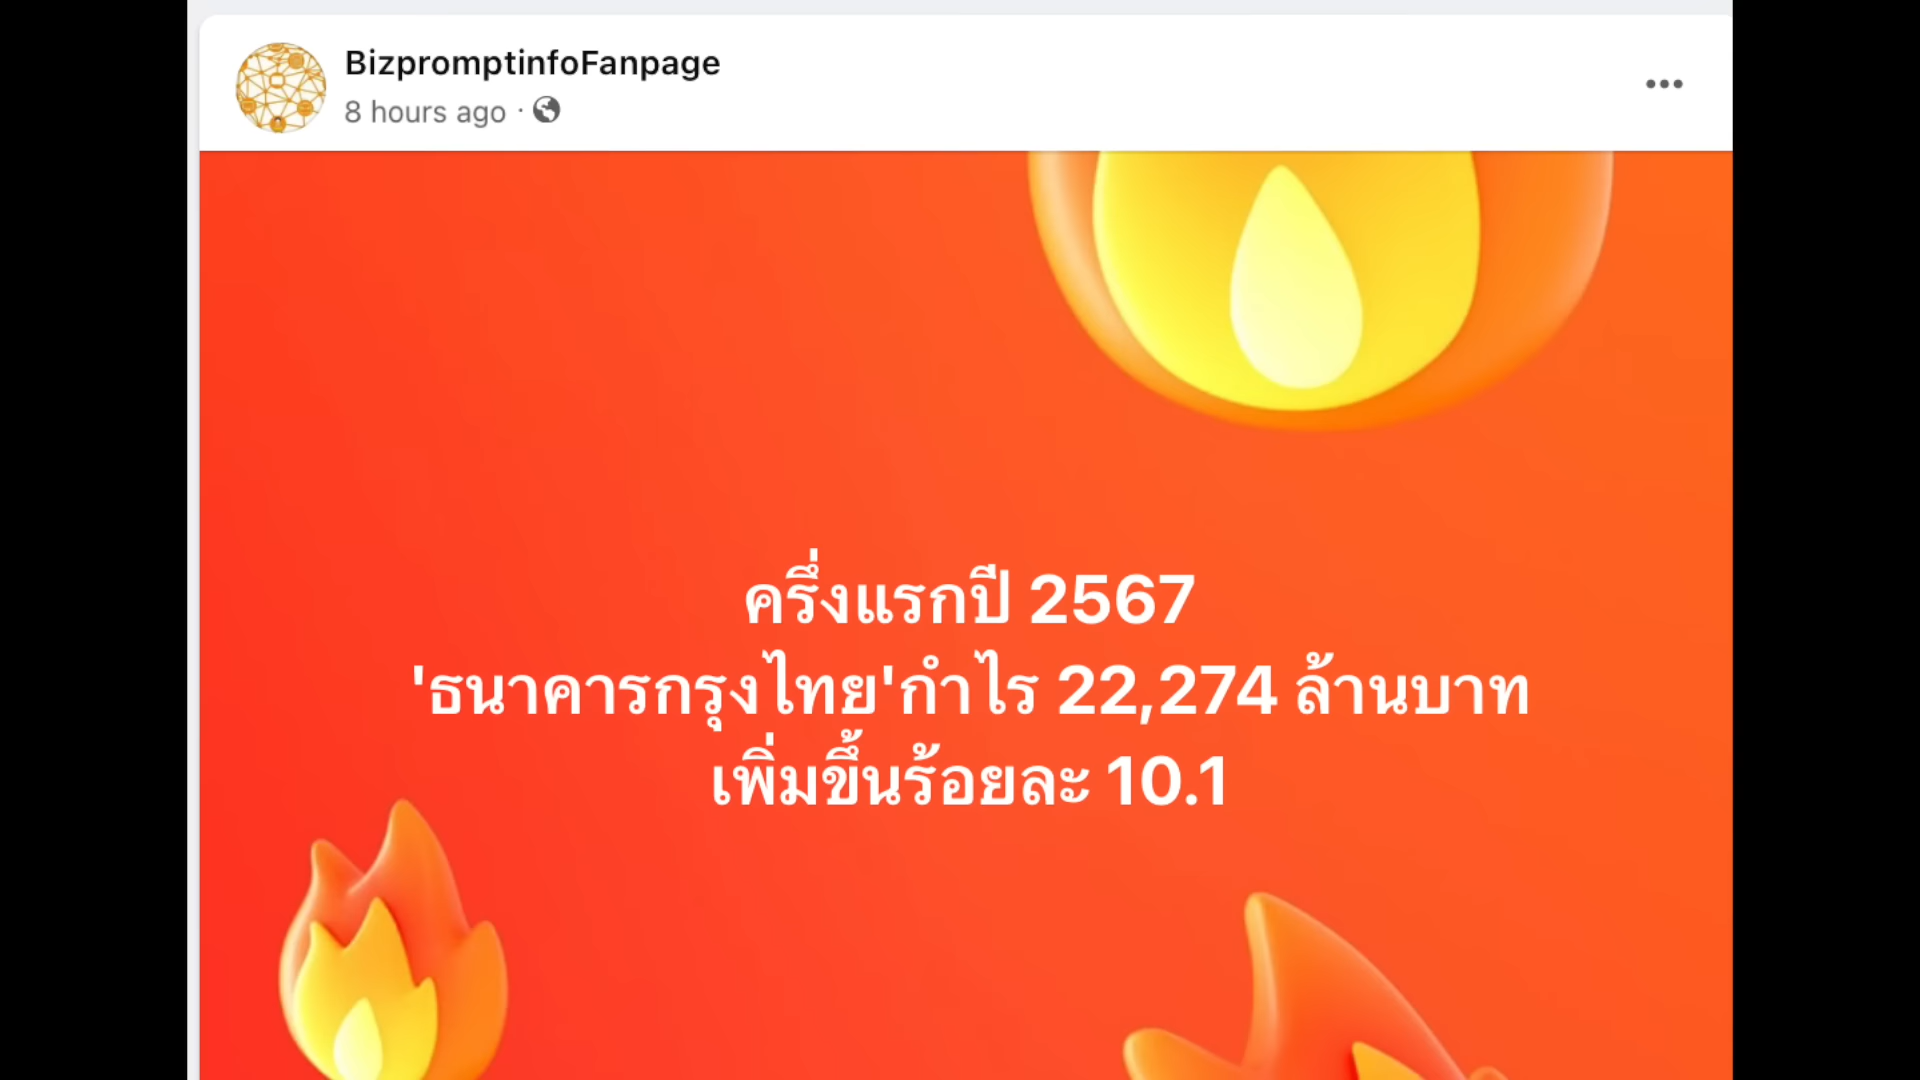 BizpromptinfoFanpage
8 hours ago ·
ครึ่งแรกปี 2567
'ธนาคารกรุงไทย'กำไร 22,274 ล้านบาท
เพิ่มขึ้นร้อยละ 10.1